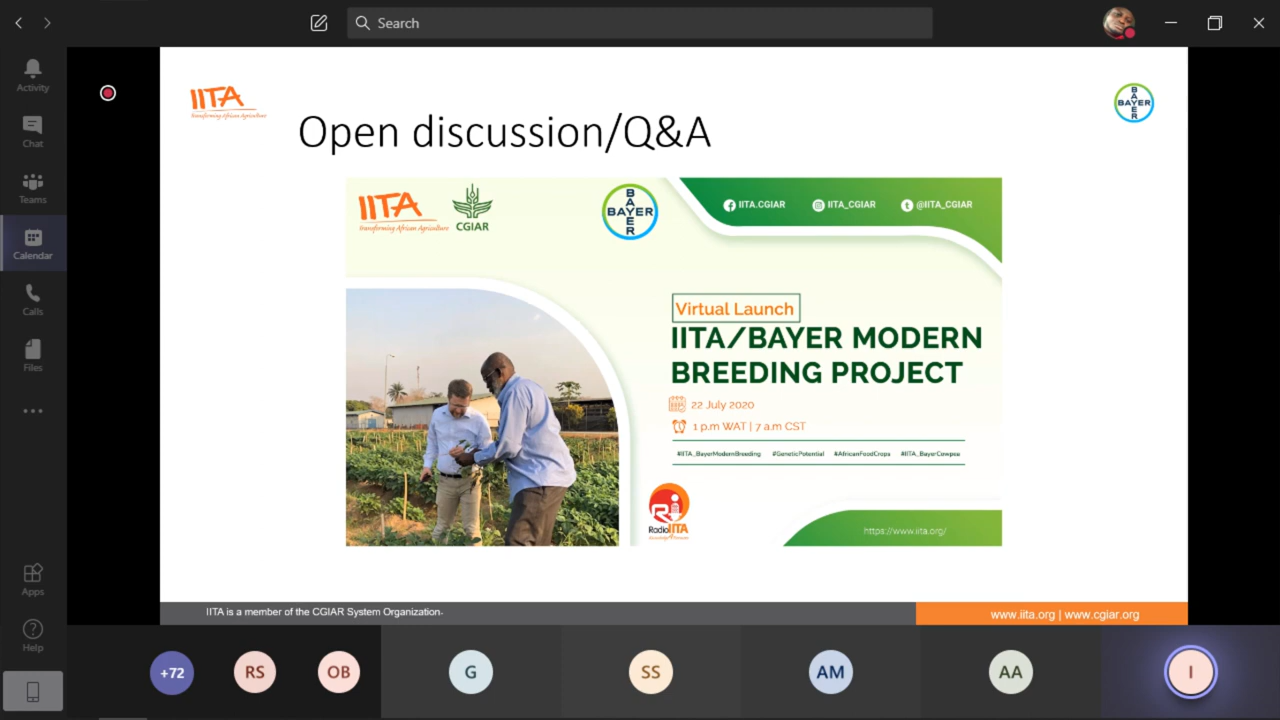 Search
Activity
Chat
Teams
Calendar
Calls
Files
Apps
Help
IITA
Transforming African Agriculture
BAYER
BAYER
Open discussion/Q&A
IITA
Transforming African Agriculture
CGIAR
BAYER
BAYER
IITA.CGIAR
IITA_CGIAR
@IITA_CGIAR
Virtual Launch
IITA/BAYER MODERN
BREEDING PROJECT
22 July 2020
1 p.m WAT | 7 a.m CST
#IITA_BayerModernBreeding #GeneticPotential #AfricanFoodCrops #IITA_BayerCowpea
Radio IITA
https://www.iita.org/
IITA is a member of the CGIAR System Organization.
www.iita.org | www.cgiar.org
+72
RS
OB
G
SS
AM
AA
I